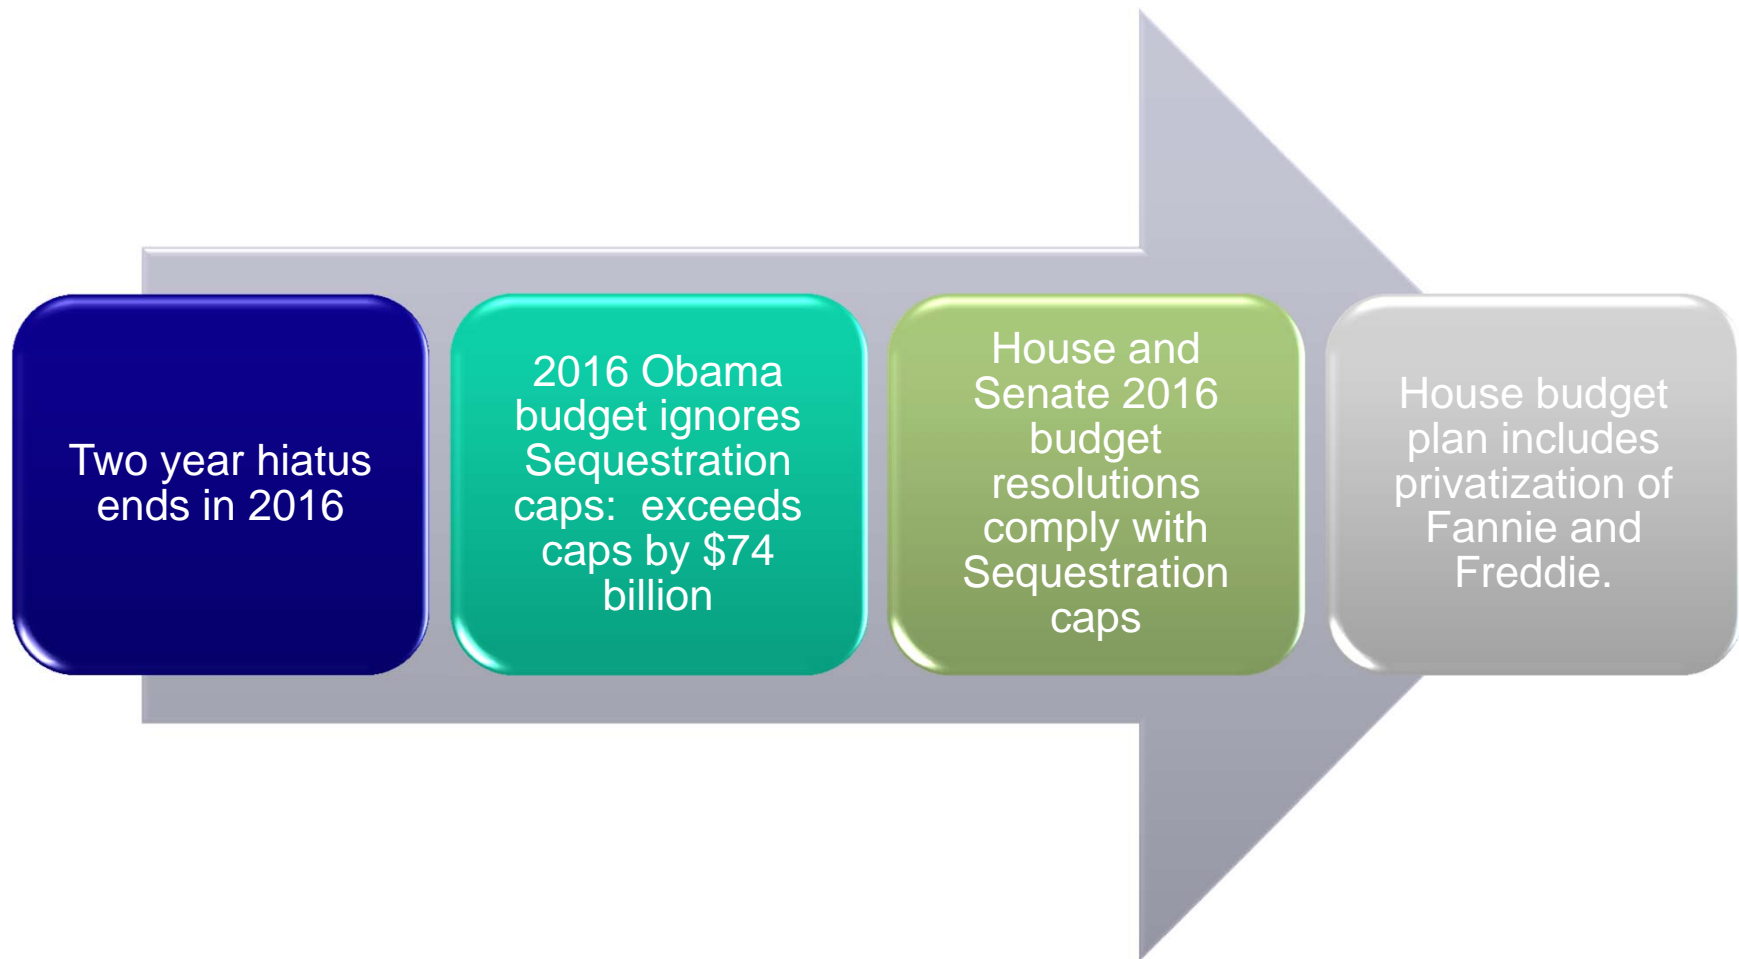 Two year hiatus
ends in 2016
2016 Obama
budget ignores
Sequestration
caps:  exceeds
caps by $74
billion
House and
Senate 2016
budget
resolutions
comply with
Sequestration
caps
House budget
plan includes
privatization of
Fannie and
Freddie.